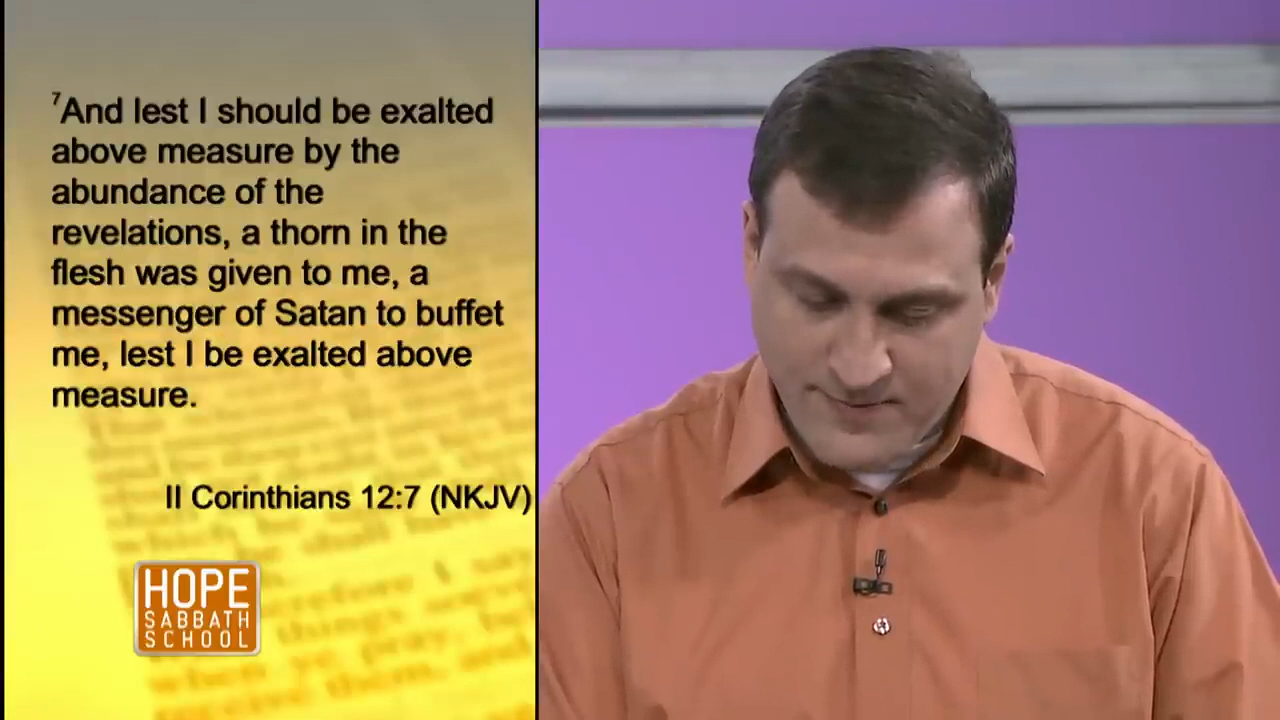 ⁷And lest I should be exalted
above measure by the
abundance of the
revelations, a thorn in the
flesh was given to me, a
messenger of Satan to buffet
me, lest I be exalted above
measure.
II Corinthians 12:7 (NKJV)
HOPE
SABBATH
SCHOOL